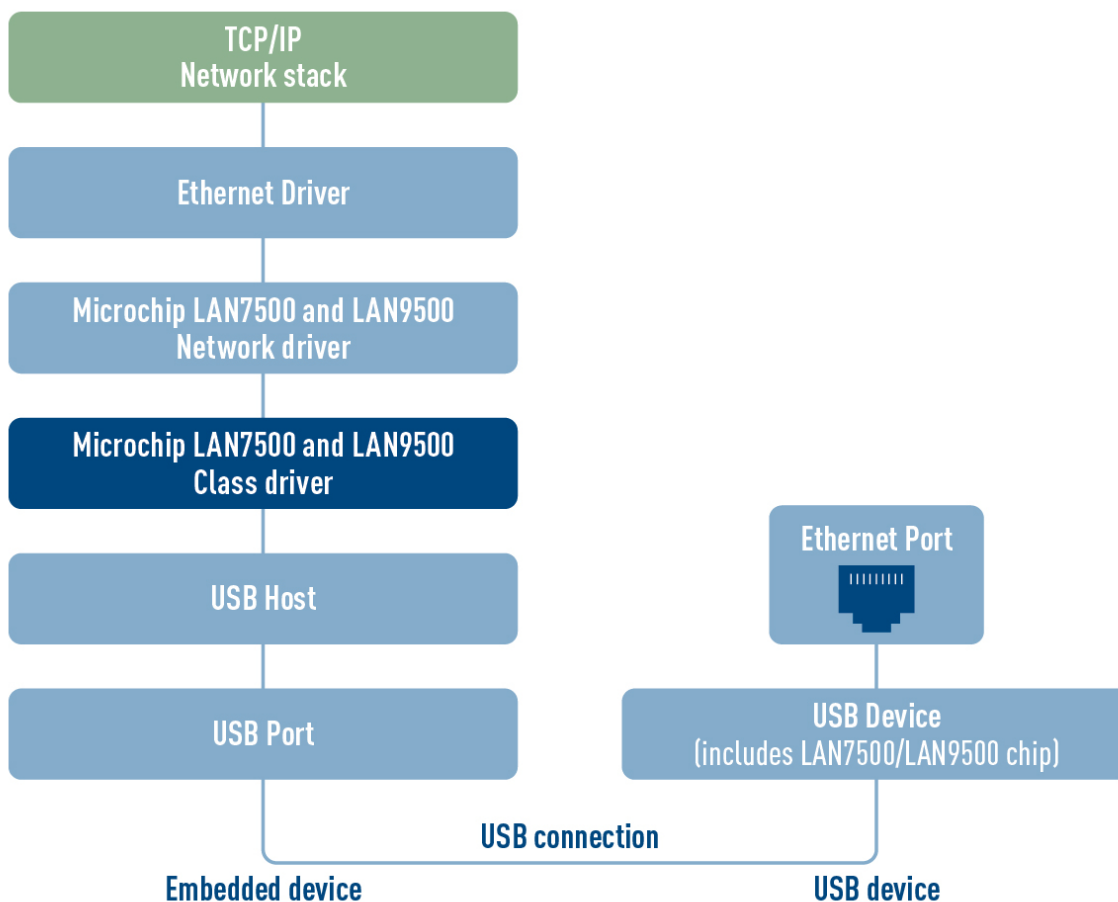 TCP/IP
Network stack
Ethernet Driver
Microchip LAN7500 and LAN9500
Network driver
Microchip LAN7500 and LAN9500
Class driver
USB Host
USB Port
Ethernet Port
USB Device
(includes LAN7500/LAN9500 chip)
USB connection
Embedded device
USB device